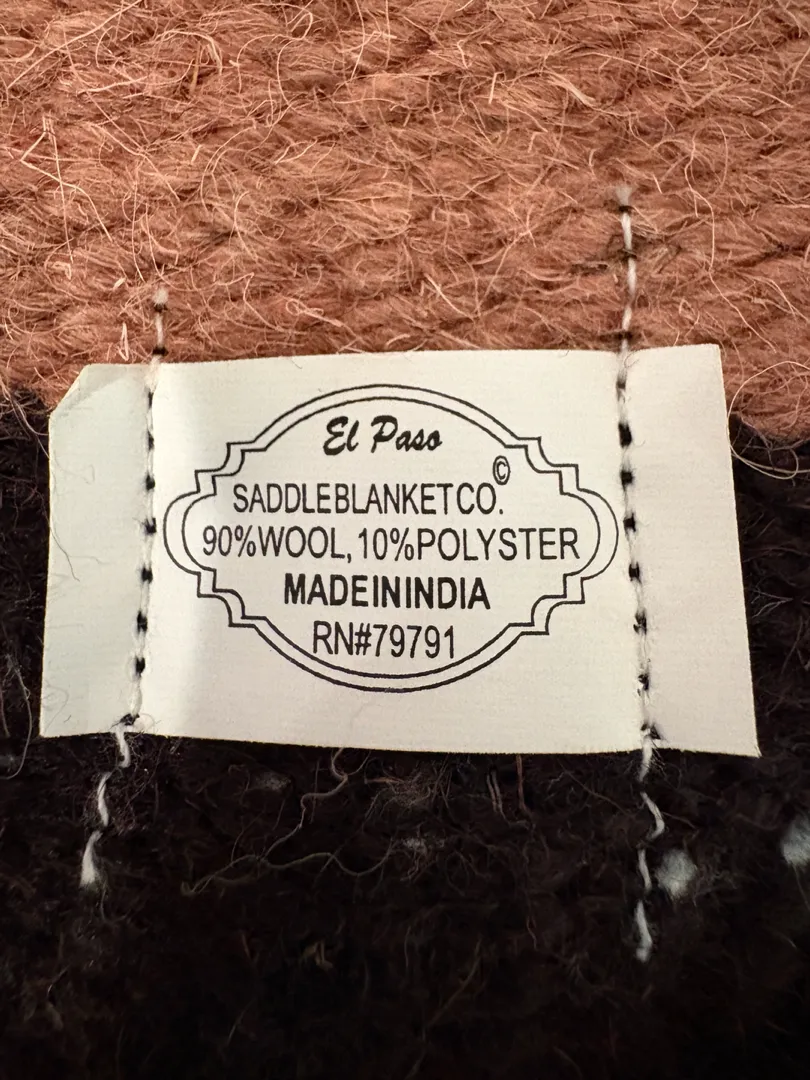 El Paso
SADDLEBLANKETCO.©
90%WOOL, 10%POLYSTER
MADEININDIA
RN#79791